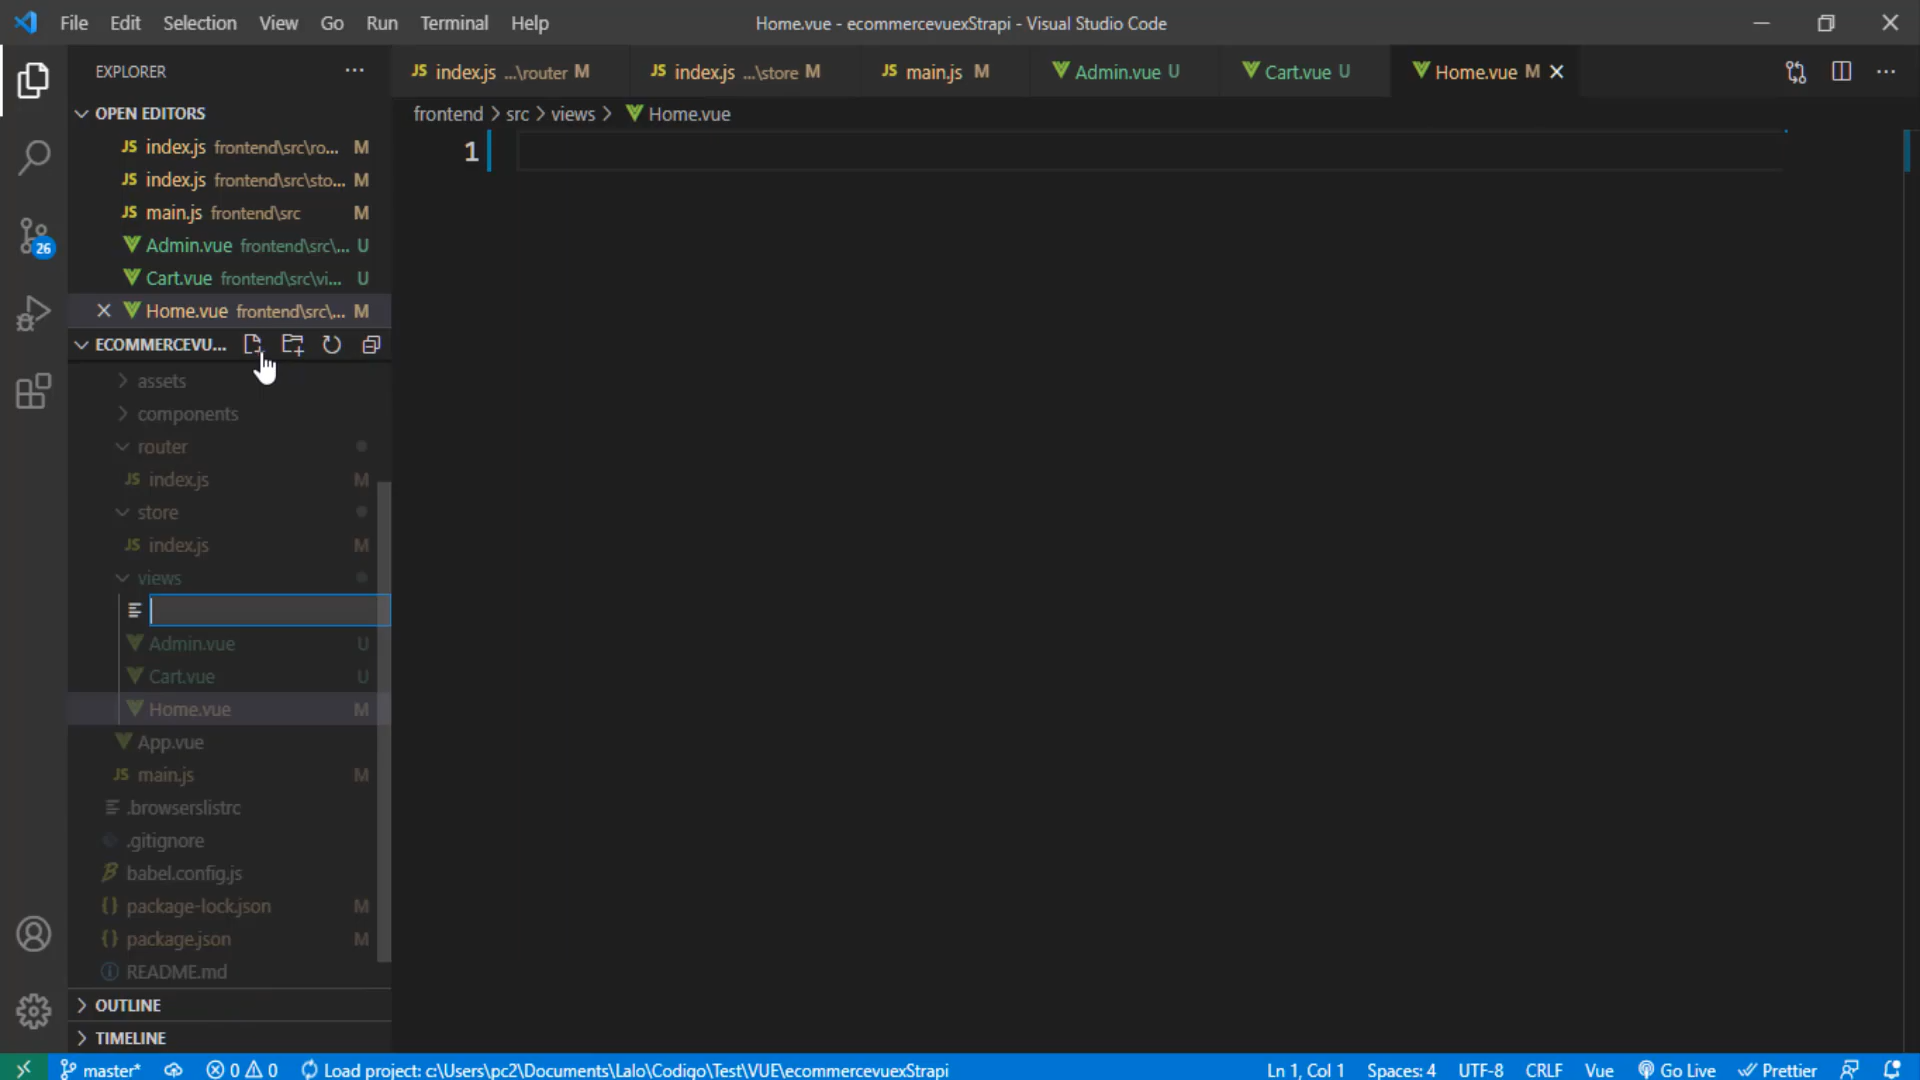 File Edit Selection View Go Run Terminal Help
Home.vue - ecommercevuexStrapi - Visual Studio Code
EXPLORER
JS index.js ...\router M
JS index.js ...\store M
JS main.js M
Admin.vue U
Cart.vue U
Home.vue M
OPEN EDITORS
frontend > src > views > Home.vue
JS index.js frontend\src\ro... M
1
JS index.js frontend\src\sto... M
JS main.js frontend\src M
Admin.vue frontend\src\... U
26
Cart.vue frontend\src\vi... U
Home.vue frontend\src\... M
ECOMMERCEVU...
assets
components
router
JS index.js M
store
JS index.js M
views
Admin.vue U
Cart.vue U
Home.vue M
App.vue
JS main.js M
.browserslistrc
.gitignore
babel.config.js
{} package-lock.json M
{} package.json M
README.md
OUTLINE
TIMELINE
master* 0 0 Load project: c:\Users\pc2\Documents\Lalo\Codigo\Test\VUE\ecommercevuexStrapi Ln 1, Col 1 Spaces: 4 UTF-8 CRLF Vue Go Live Prettier